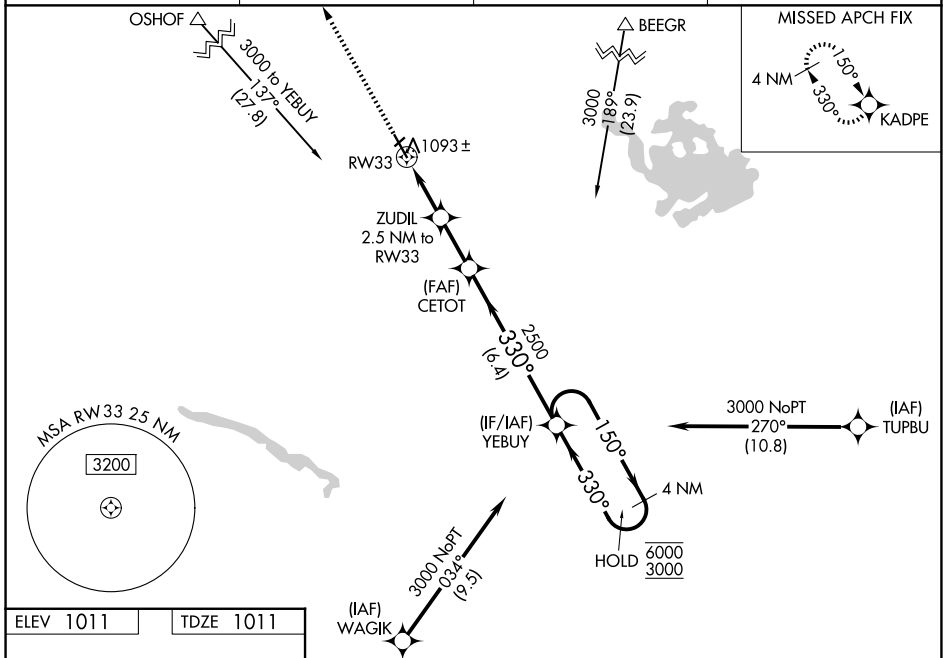 OSHOF
3000 to YEBUY
137°
(27.8)
BEEGR
3000
189°
(23.9)
MISSED APCH FIX
4 NM
150°
330°
KADPE
1093 ±
RW33
ZUDIL
2.5 NM to
RW33
(FAF)
CETOT
2500
330°
(6.4)
(IF/IAF)
YEBUY
150°
330°
4 NM
HOLD
6000
3000
3000 NoPT
270°
(10.8)
(IAF)
TUPBU
MSA RW33 25 NM
3200
3000 NoPT
034°
(9.5)
(IAF)
WAGIK
ELEV 1011
TDZE 1011